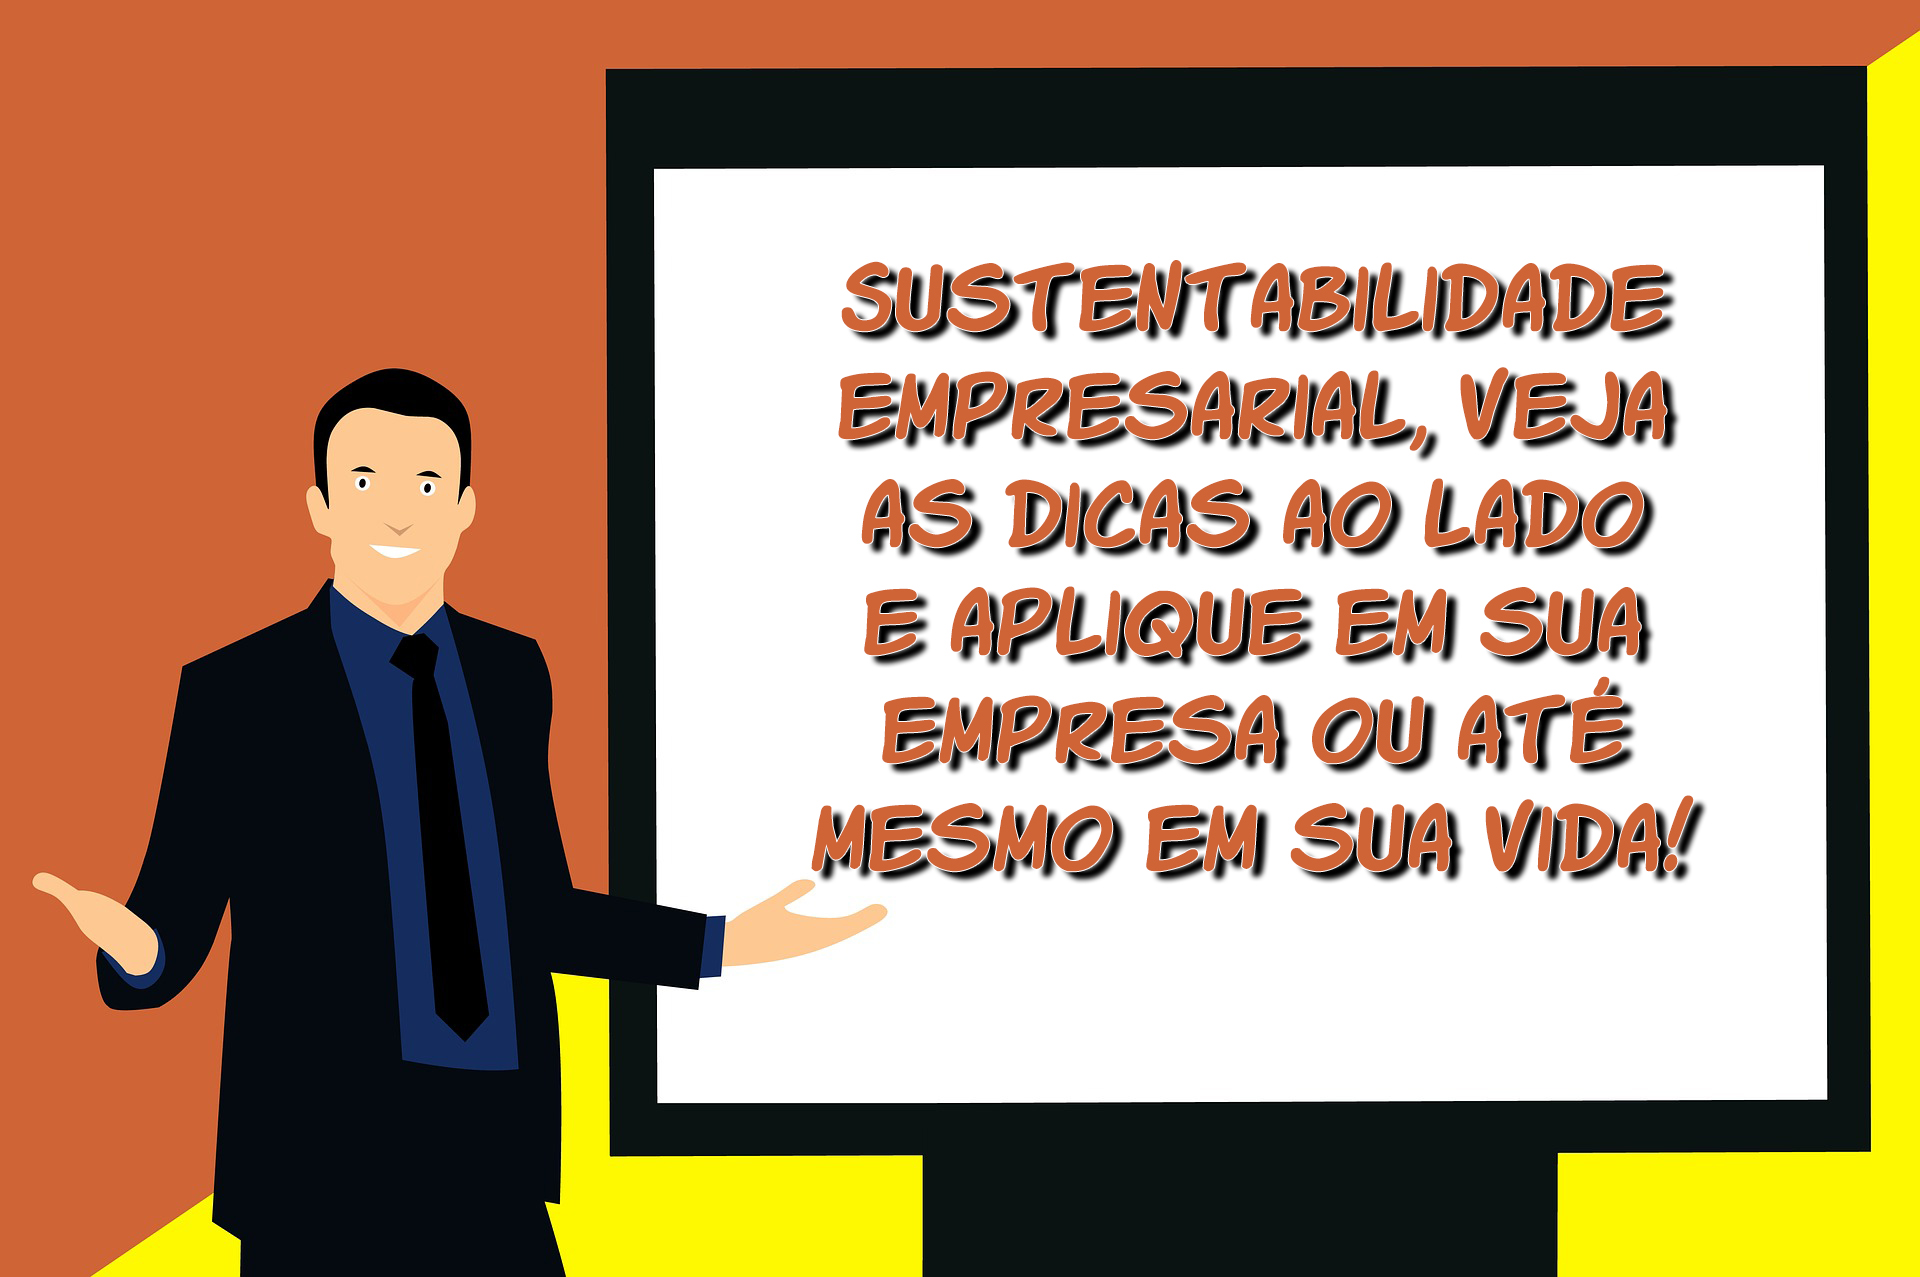 SUSTENTABILIDADE
EMPRESARIAL, VEJA
AS DICAS AO LADO
E APLIQUE EM SUA
EMPRESA OU ATÉ
MESMO EM SUA VIDA!